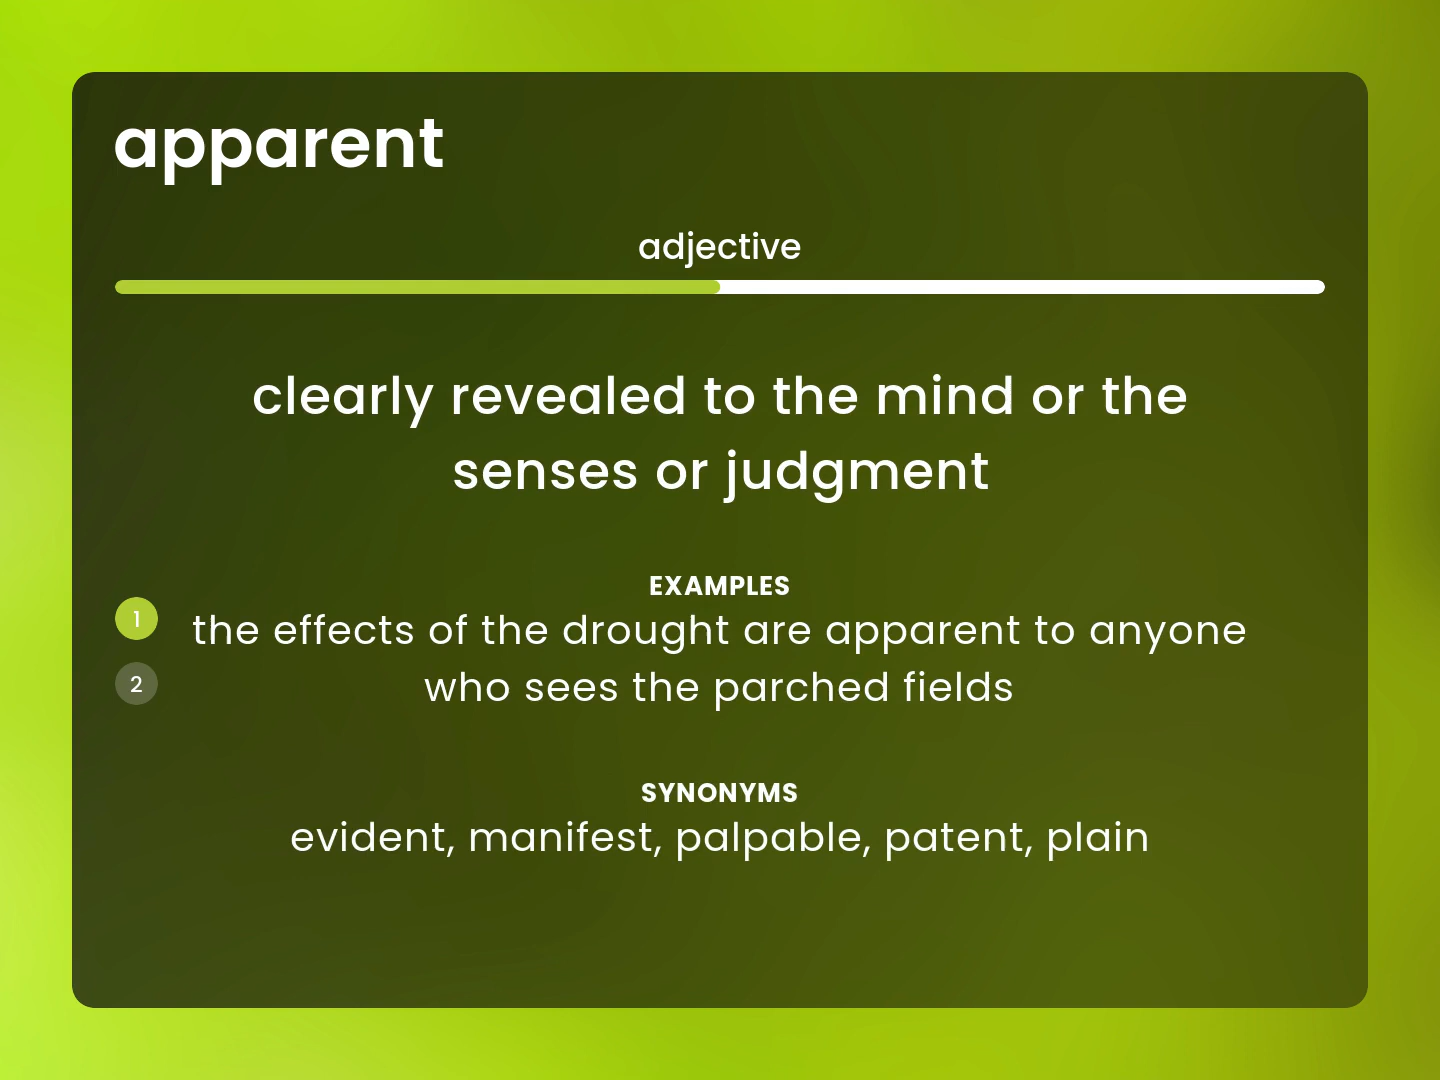 apparent
adjective
clearly revealed to the mind or the
senses or judgment
EXAMPLES
1
the effects of the drought are apparent to anyone
2
who sees the parched fields
SYNONYMS
evident, manifest, palpable, patent, plain